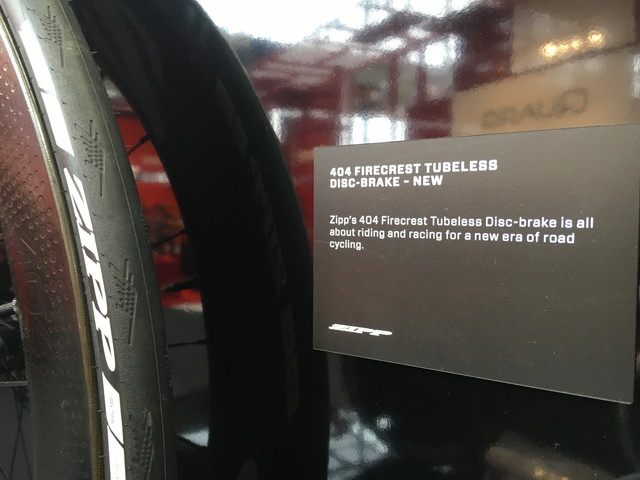 ZIPP
404 FIRECREST TUBELESS
DISC-BRAKE - NEW
Zipp's 404 Firecrest Tubeless Disc-brake is all
about riding and racing for a new era of road
cycling.
ZIPP